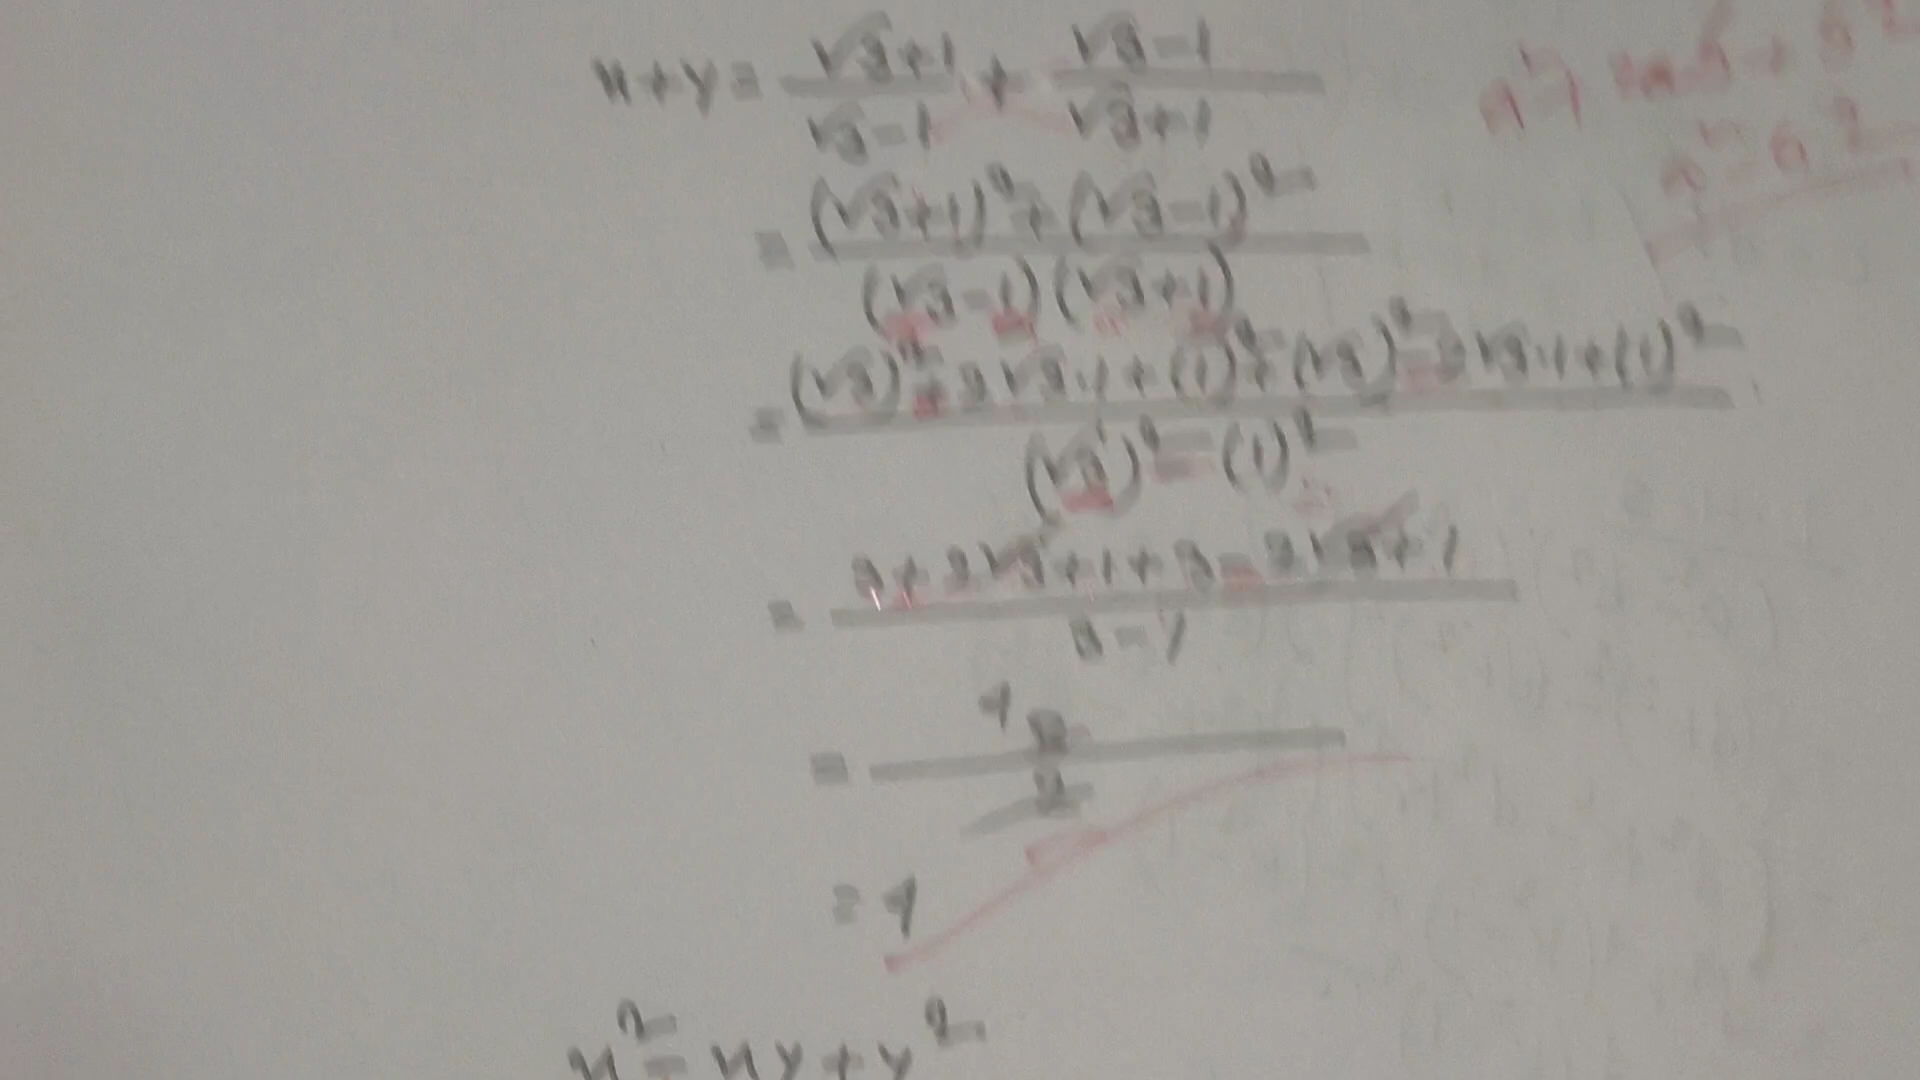 x+y = (√3+1)/(√3-1) + (√3-1)/(√3+1)
= ((√3+1)² + (√3-1)²)/((√3-1)(√3+1))
= ((√3)²+2√3.1+(1)²+(√3)²-2√3.1+(1)²)/((√3)²-(1)²)
= (3+2√3+1+3-2√3+1)/(3-1)
= 8/2
= 4
x²-xy+y²